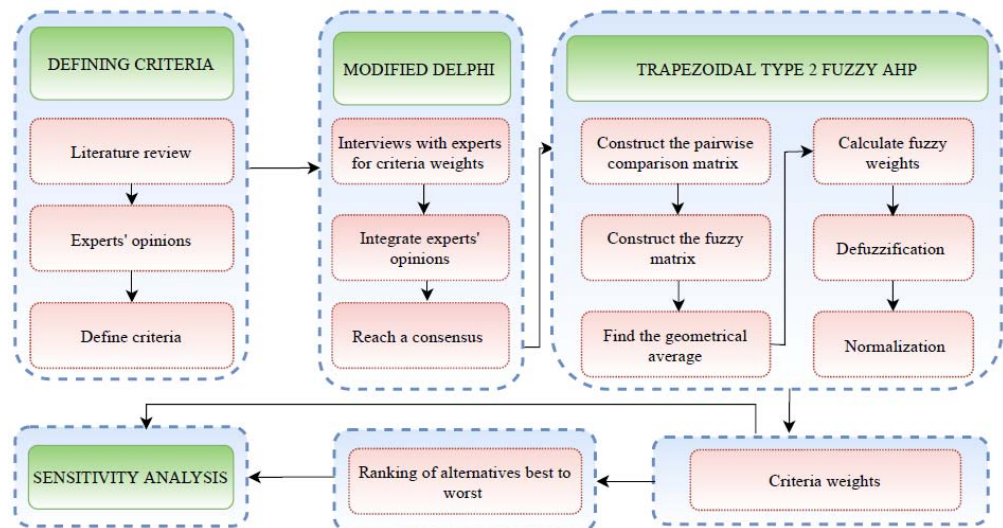 DEFINING CRITERIA
Literature review
Experts' opinions
Define criteria
MODIFIED DELPHI
Interviews with experts
for criteria weights
Integrate experts'
opinions
Reach a consensus
TRAPEZOIDAL TYPE 2 FUZZY AHP
Construct the pairwise
comparison matrix
Construct the fuzzy
matrix
Find the geometrical
average
Calculate fuzzy
weights
Defuzzification
Normalization
Criteria weights
Ranking of alternatives best to
worst
SENSITIVITY ANALYSIS